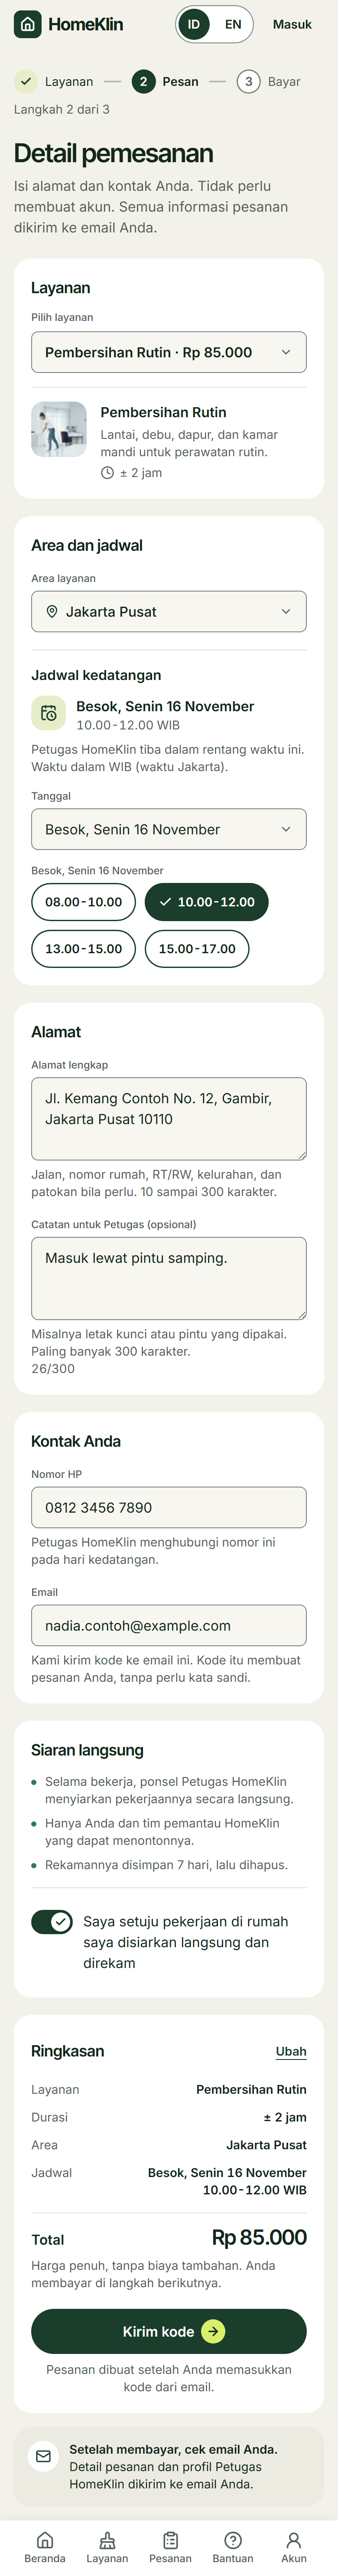 HomeKlin
ID EN Masuk
Layanan 2 Pesan 3 Bayar
Langkah 2 dari 3
Detail pemesanan
Isi alamat dan kontak Anda. Tidak perlu
membuat akun. Semua informasi pesanan
dikirim ke email Anda.
Layanan
Pilih layanan
Pembersihan Rutin · Rp 85.000
Pembersihan Rutin
Lantai, debu, dapur, dan kamar
mandi untuk perawatan rutin.
± 2 jam
Area dan jadwal
Area layanan
Jakarta Pusat
Jadwal kedatangan
Besok, Senin 16 November
10.00-12.00 WIB
Petugas HomeKlin tiba dalam rentang waktu ini.
Waktu dalam WIB (waktu Jakarta).
Tanggal
Besok, Senin 16 November
Besok, Senin 16 November
08.00-10.00 10.00-12.00
13.00-15.00 15.00-17.00
Alamat
Alamat lengkap
Jl. Kemang Contoh No. 12, Gambir,
Jakarta Pusat 10110
Jalan, nomor rumah, RT/RW, kelurahan, dan
patokan bila perlu. 10 sampai 300 karakter.
Catatan untuk Petugas (opsional)
Masuk lewat pintu samping.
Misalnya letak kunci atau pintu yang dipakai.
Paling banyak 300 karakter.
26/300
Kontak Anda
Nomor HP
0812 3456 7890
Petugas HomeKlin menghubungi nomor ini
pada hari kedatangan.
Email
nadia.contoh@example.com
Kami kirim kode ke email ini. Kode itu membuat
pesanan Anda, tanpa perlu kata sandi.
Siaran langsung
Selama bekerja, ponsel Petugas HomeKlin
menyiarkan pekerjaannya secara langsung.
Hanya Anda dan tim pemantau HomeKlin
yang dapat menontonnya.
Rekamannya disimpan 7 hari, lalu dihapus.
Saya setuju pekerjaan di rumah
saya disiarkan langsung dan
direkam
Ringkasan Ubah
Layanan Pembersihan Rutin
Durasi ± 2 jam
Area Jakarta Pusat
Jadwal Besok, Senin 16 November
10.00-12.00 WIB
Total Rp 85.000
Harga penuh, tanpa biaya tambahan. Anda
membayar di langkah berikutnya.
Kirim kode
Pesanan dibuat setelah Anda memasukkan
kode dari email.
Setelah membayar, cek email Anda.
Detail pesanan dan profil Petugas
HomeKlin dikirim ke email Anda.
Beranda Layanan Pesanan Bantuan Akun